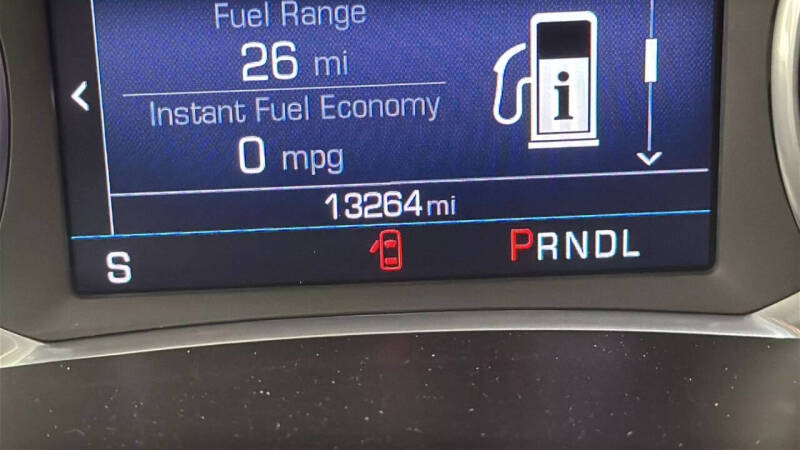 Fuel Range
26 mi
Instant Fuel Economy
0 mpg
i
13264 mi
S
PRNDL